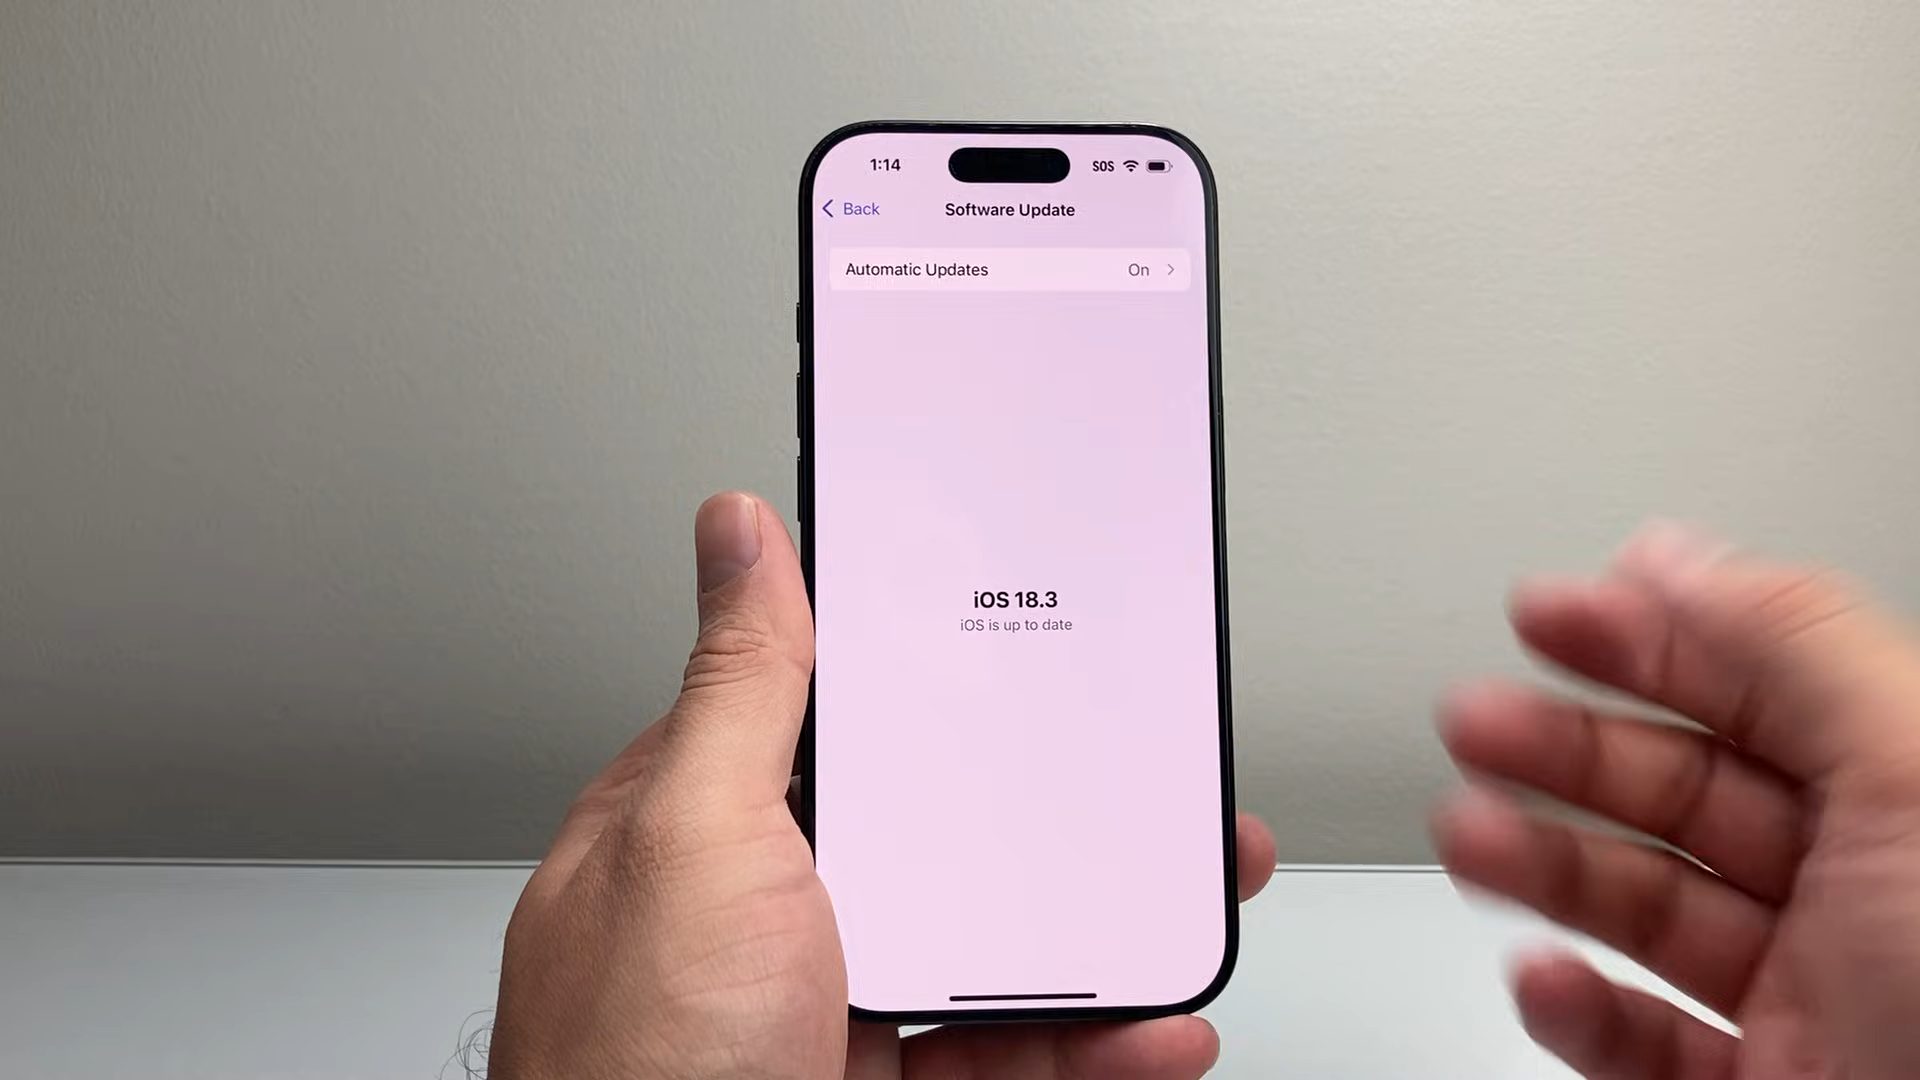 1:14
SOS
Back
Software Update
Automatic Updates On
iOS 18.3
iOS is up to date